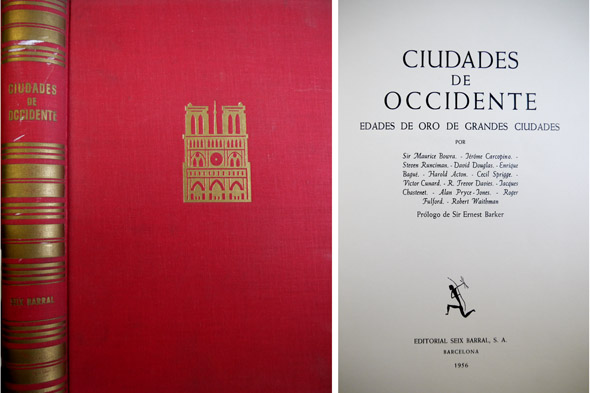 CIUDADES
DE
OCCIDENTE
SEIX BARRAL
CIUDADES
DE
OCCIDENTE
EDADES DE ORO DE GRANDES CIUDADES
POR
Sir Maurice Bowra. - Jérôme Carcopino. -
Steven Runciman. - David Douglas. - Enrique
Bagué. - Harold Acton. - Cecil Sprigge. -
Victor Cunard. - R. Trevor Davies. - Jacques
Chastenet. - Alan Pryce-Jones. - Roger
Fulford. - Robert Waithman
Prólogo de Sir Ernest Barker
EDITORIAL SEIX BARRAL, S. A.
BARCELONA
1956